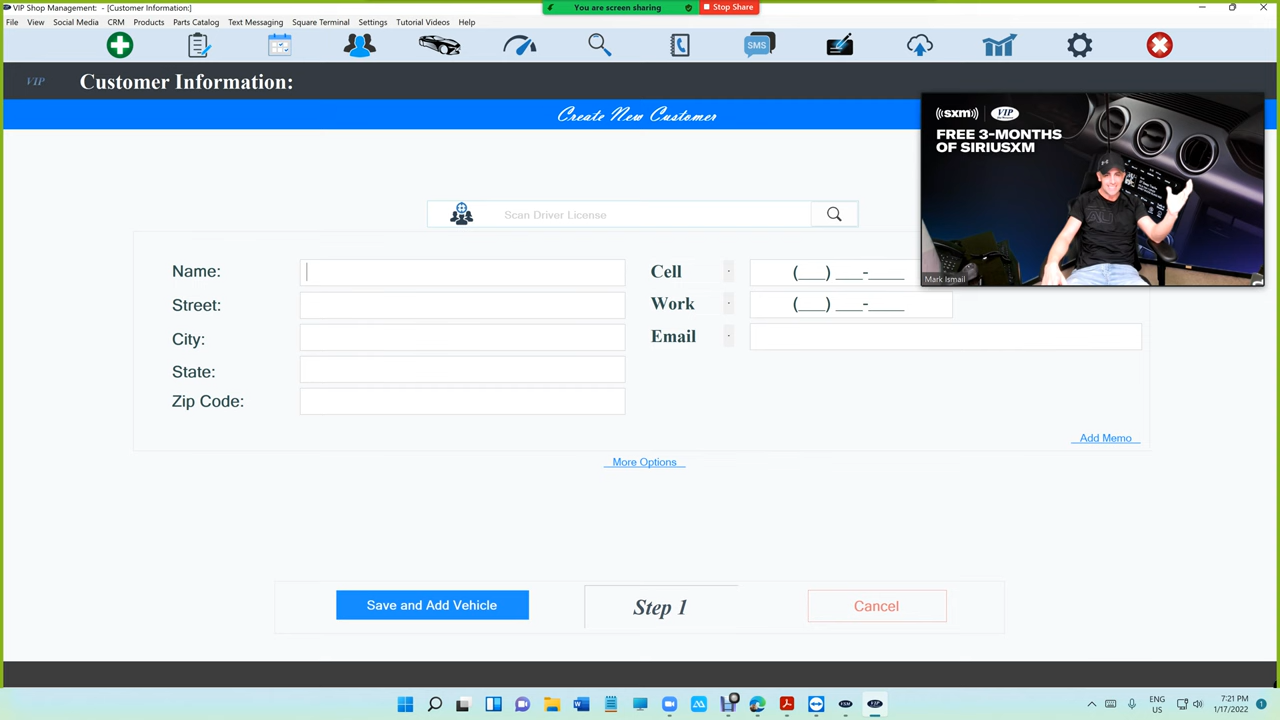 VIP Shop Management: - [Customer Information:]
You are screen sharing
Stop Share
File View Social Media CRM Products Parts Catalog Text Messaging Square Terminal Settings Tutorial Videos Help
SMS
VIP Customer Information:
Create New Customer
((sxm)) VIP
FREE 3-MONTHS
OF SIRIUSXM
Mark Ismail
Scan Driver License
Name:
Street:
City:
State:
Zip Code:
Cell (___) ___-____
Work (___) ___-____
Email
Add Memo
More Options
Save and Add Vehicle
Step 1
Cancel
ENG
US
7:21 PM
1/17/2022